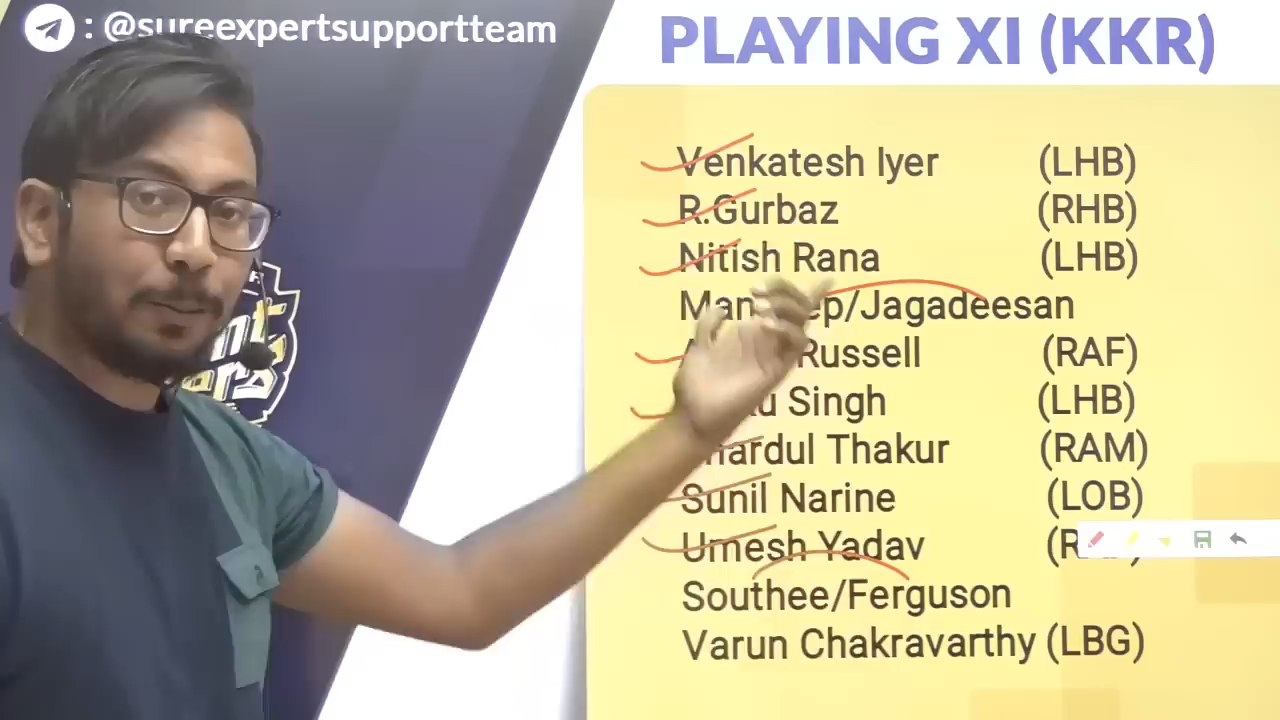 : @sureexpertsupportteam
PLAYING XI (KKR)
Venkatesh Iyer (LHB)
R.Gurbaz (RHB)
Nitish Rana (LHB)
/Jagadeesan
Russell (RAF)
Singh (LHB)
Thakur (RAM)
Sunil Narine (LOB)
Umesh Yadav
Southee/Ferguson
Varun Chakravarthy (LBG)